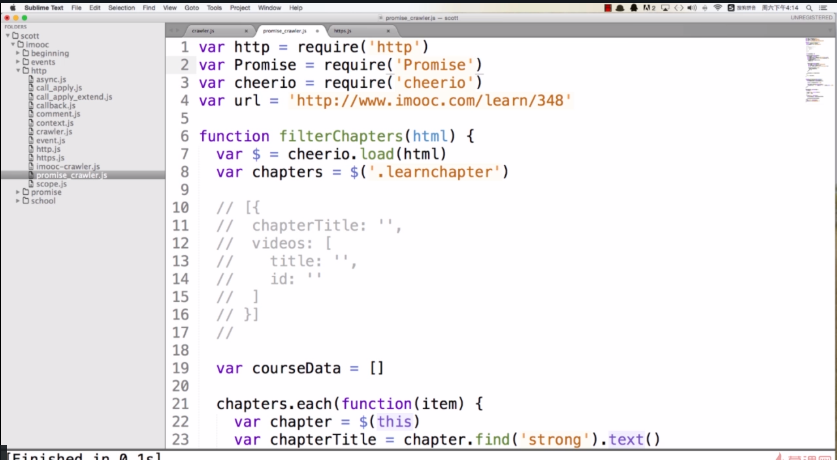 Sublime Text File Edit Selection Find View Goto Tools Project Window Help 周六下午4:14
promise_crawler.js — scott
UNREGISTERED
FOLDERS
scott
imooc
beginning
events
http
async.js
call_apply.js
call_apply_extend.js
callback.js
comment.js
context.js
crawler.js
event.js
http.js
https.js
imooc-crawler.js
promise_crawler.js
scope.js
promise
school
crawler.js
promise_crawler.js
https.js
1 var http = require('http')
2 var Promise = require('Promise')
3 var cheerio = require('cheerio')
4 var url = 'http://www.imooc.com/learn/348'
5
6 function filterChapters(html) {
7 var $ = cheerio.load(html)
8 var chapters = $('.learnchapter')
9
10 // [{
11 // chapterTitle: '',
12 // videos: [
13 // title: '',
14 // id: ''
15 // ]
16 // }]
17 //
18
19 var courseData = []
20
21 chapters.each(function(item) {
22 var chapter = $(this)
23 var chapterTitle = chapter.find('strong').text()
[Finished in 0.1s]